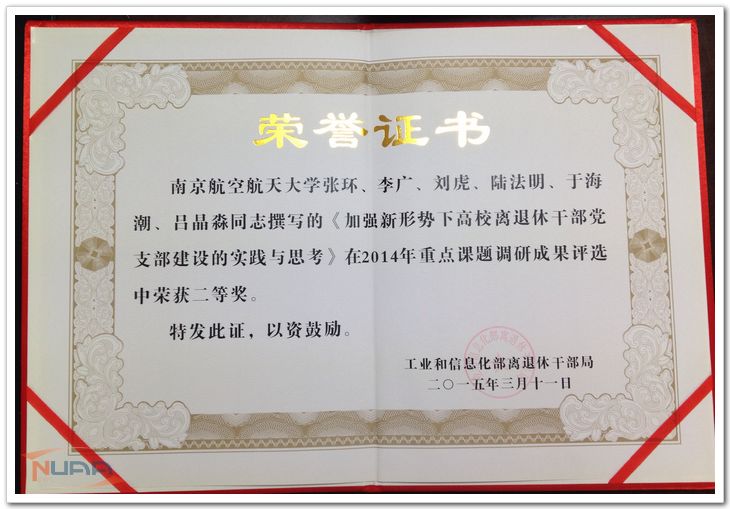 荣誉证书
南京航空航天大学张环、李广、刘虎、陆法明、于海
潮、吕晶淼同志撰写的《加强新形势下高校离退休干部党
支部建设的实践与思考》在2014年重点课题调研成果评选
中荣获二等奖。
特发此证，以资鼓励。
工业和信息化部离退休干部局
二〇一五年三月十一日
NUAA